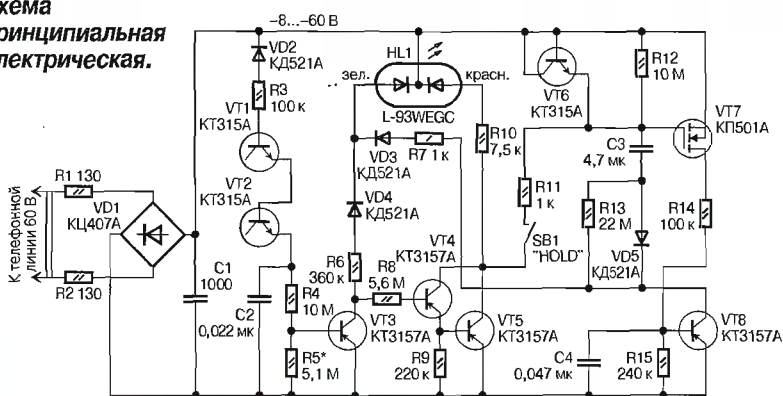 хема
ринципиальная
лектрическая.
–8...–60 В
VD2
КД521А
R3
100 к
VT1
КТ315А
VT2
КТ315А
HL1
зел.
красн.
L-93WEGC
VD3
КД521А
R7 1 к
VD4
КД521А
R10
7,5 к
VT6
КТ315А
R12
10 М
VT7
КП501А
C3
4,7 мк
R11
1 к
SB1
"HOLD"
R13
22 М
VD5
КД521А
R14
100 к
К телефонной
линии 60 В
R1 130
VD1
КЦ407А
R2 130
C1
1000
C2
0,022 мк
R4
10 М
R5*
5,1 М
R6
360 к
R8
5,6 М
VT3
КТ3157А
VT4
КТ3157А
R9
220 к
VT5
КТ3157А
C4
0,047 мк
R15
240 к
VT8
КТ3157А